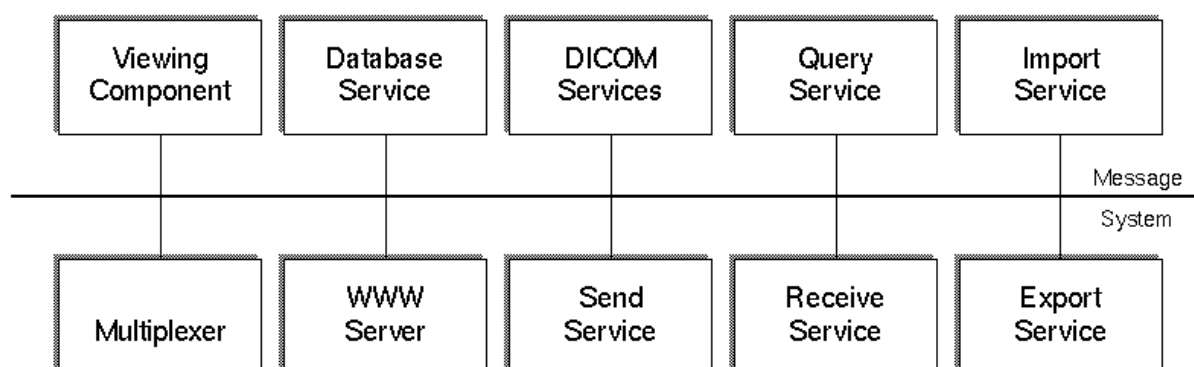 Viewing
Component
Database
Service
DICOM
Services
Query
Service
Import
Service
Message
System
Multiplexer
WWW
Server
Send
Service
Receive
Service
Export
Service